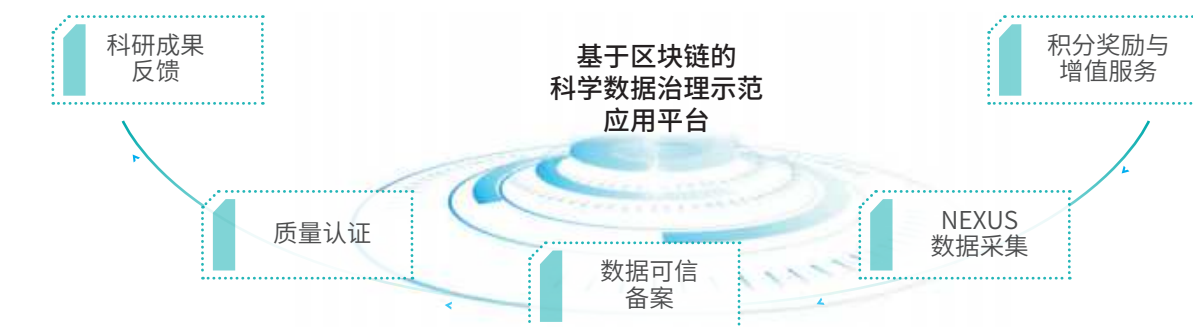 科研成果
反馈
基于区块链的
科学数据治理示范
应用平台
积分奖励与
增值服务
质量认证
数据可信
备案
NEXUS
数据采集